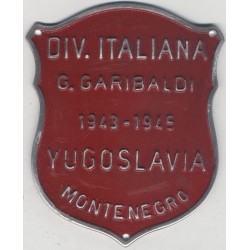 DIV. ITALIANA
G. GARIBALDI
1943-1945
YUGOSLAVIA
MONTENEGRO